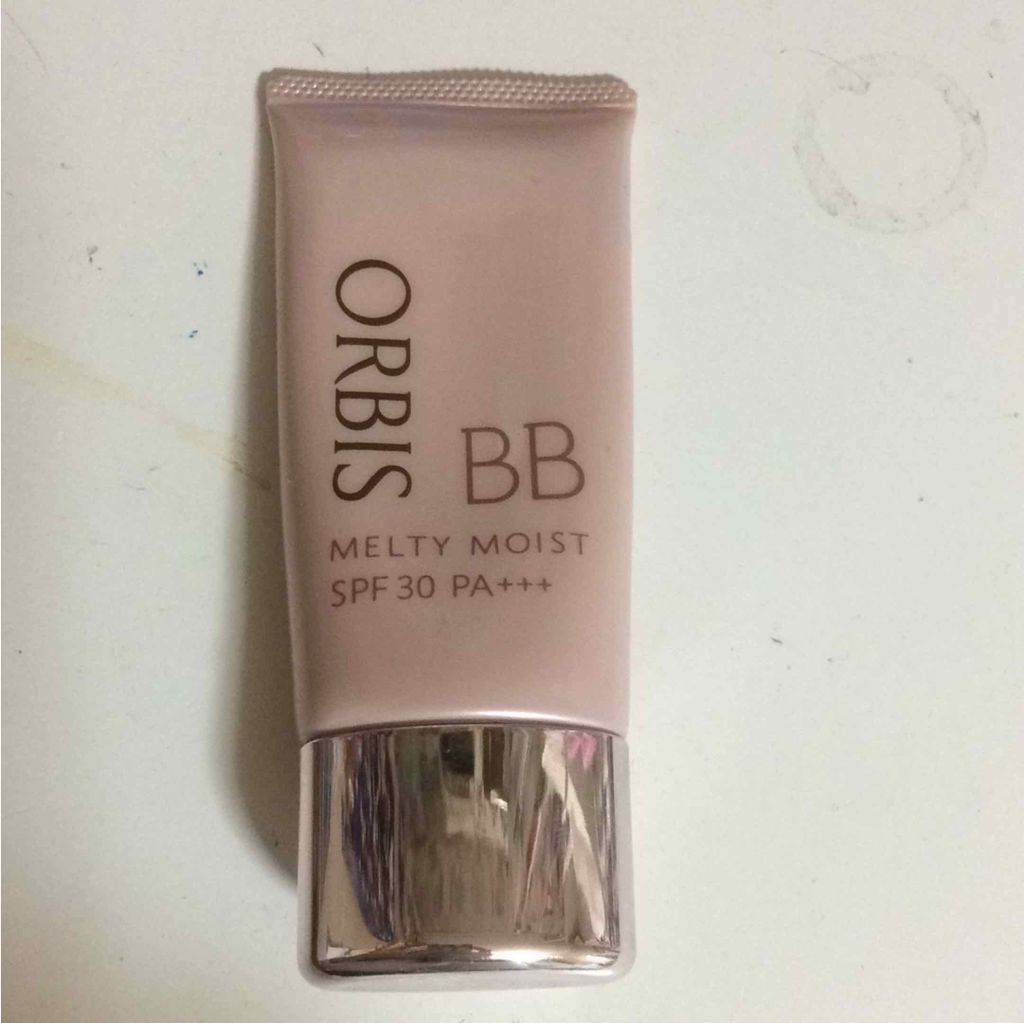 ORBIS
BB
MELTY MOIST
SPF 30 PA+++